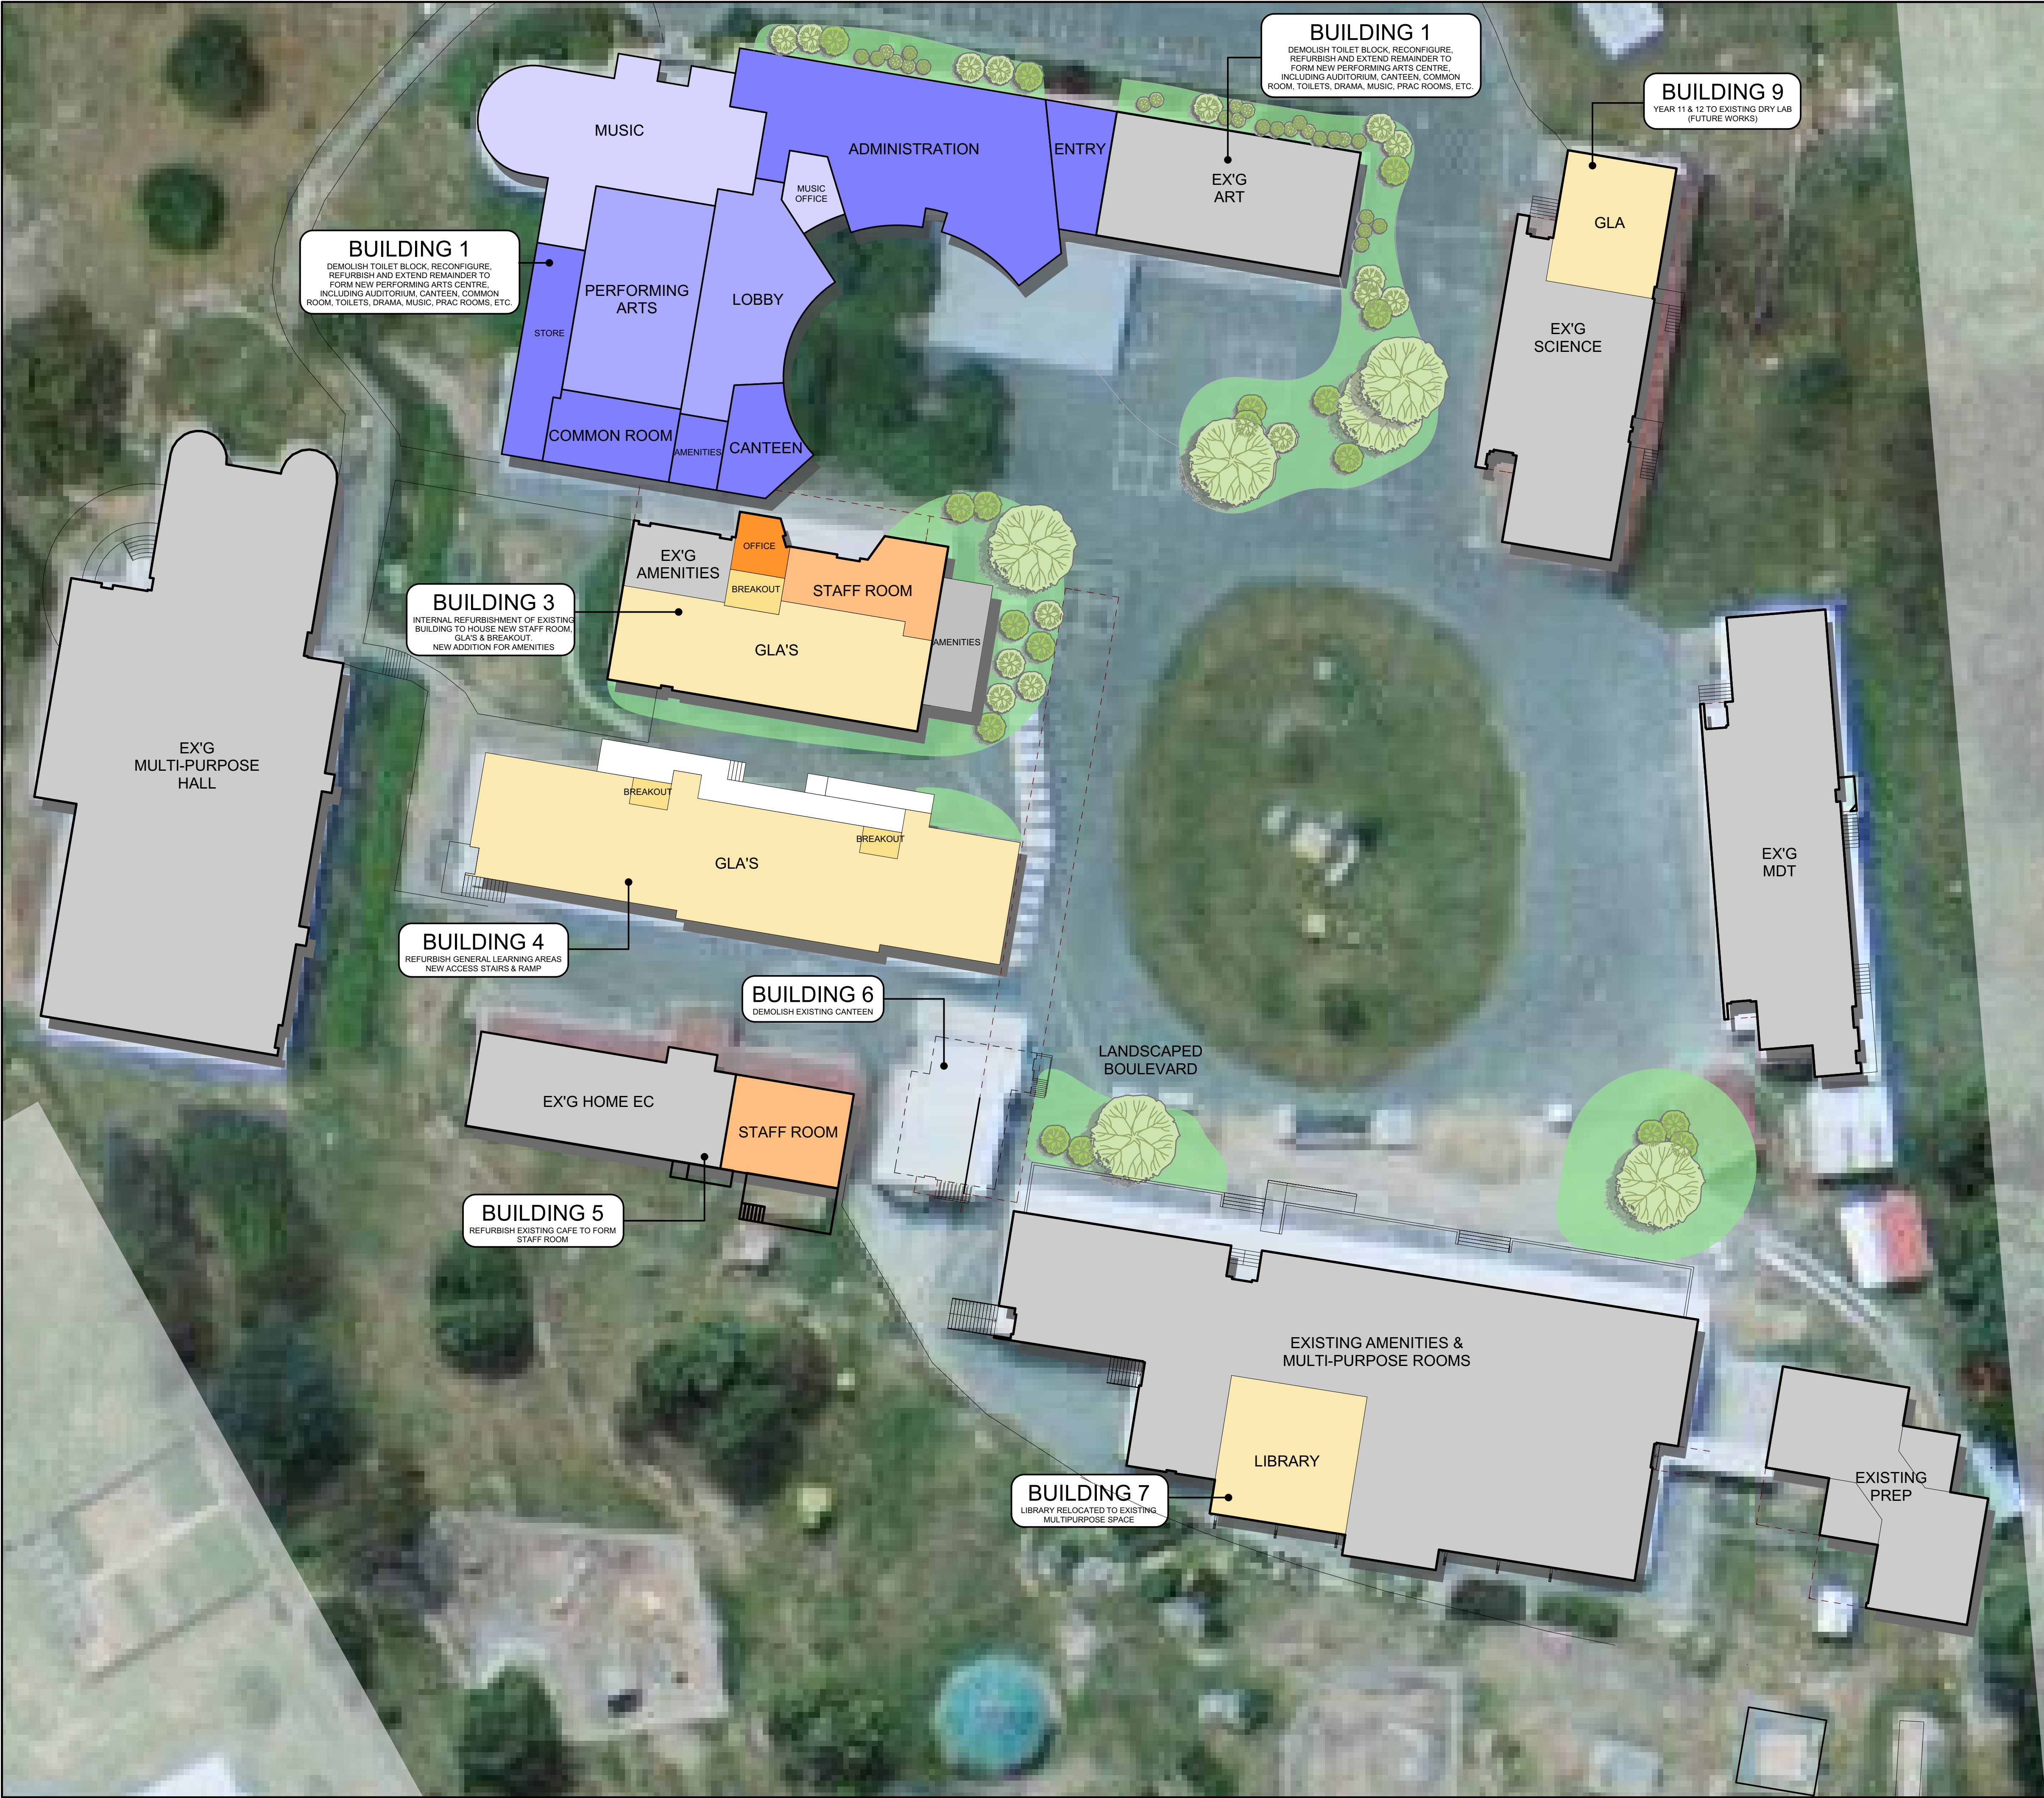 BUILDING 1
DEMOLISH TOILET BLOCK, RECONFIGURE,
REFURBISH AND EXTEND REMAINDER TO
FORM NEW PERFORMING ARTS CENTRE,
INCLUDING AUDITORIUM, CANTEEN, COMMON
ROOM, TOILETS, DRAMA, MUSIC, PRAC ROOMS, ETC.
BUILDING 9
YEAR 11 & 12 TO EXISTING DRY LAB
(FUTURE WORKS)
MUSIC
ADMINISTRATION
ENTRY
MUSIC
OFFICE
EX'G
ART
GLA
BUILDING 1
DEMOLISH TOILET BLOCK, RECONFIGURE,
REFURBISH AND EXTEND REMAINDER TO
FORM NEW PERFORMING ARTS CENTRE,
INCLUDING AUDITORIUM, CANTEEN, COMMON
ROOM, TOILETS, DRAMA, MUSIC, PRAC ROOMS, ETC.
PERFORMING
ARTS
LOBBY
STORE
EX'G
SCIENCE
COMMON ROOM
AMENITIES
CANTEEN
OFFICE
EX'G
AMENITIES
BREAKOUT
STAFF ROOM
BUILDING 3
INTERNAL REFURBISHMENT OF EXISTING
BUILDING TO HOUSE NEW STAFF ROOM,
GLA'S & BREAKOUT.
NEW ADDITION FOR AMENITIES
GLA'S
AMENITIES
EX'G
MULTI-PURPOSE
HALL
BREAKOUT
BREAKOUT
GLA'S
EX'G
MDT
BUILDING 4
REFURBISH GENERAL LEARNING AREAS
NEW ACCESS STAIRS & RAMP
BUILDING 6
DEMOLISH EXISTING CANTEEN
LANDSCAPED
BOULEVARD
EX'G HOME EC
STAFF ROOM
BUILDING 5
REFURBISH EXISTING CAFE TO FORM
STAFF ROOM
EXISTING AMENITIES &
MULTI-PURPOSE ROOMS
LIBRARY
BUILDING 7
LIBRARY RELOCATED TO EXISTING
MULTIPURPOSE SPACE
EXISTING
PREP